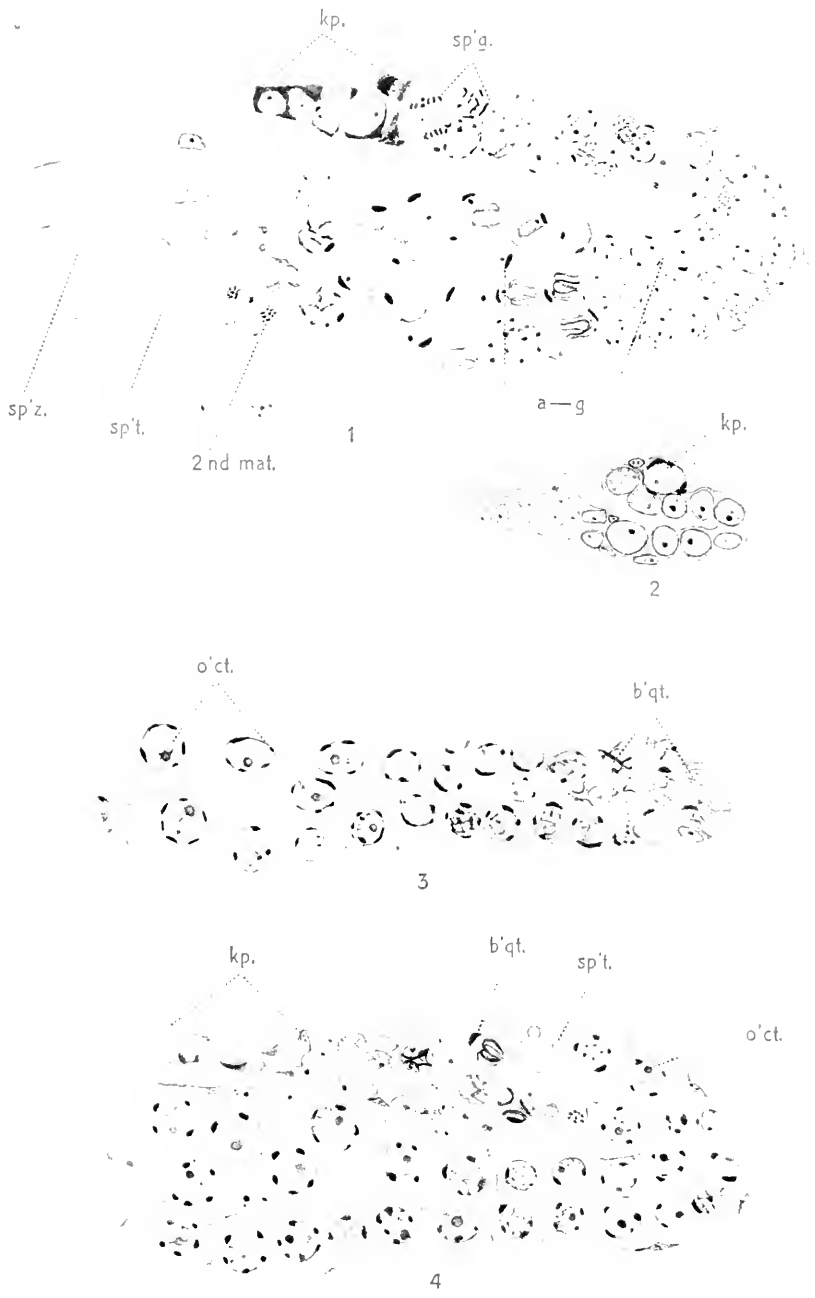 kp.
sp'g.
sp'z.
sp't.
a—g
2nd mat.
1
kp.
2
o'ct.
b'qt.
3
kp.
b'qt.
sp't.
o'ct.
4